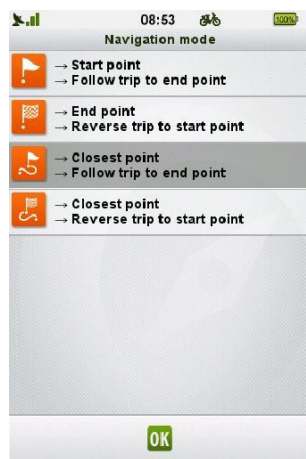 08:53 100%
Navigation mode
→ Start point
→ Follow trip to end point
→ End point
→ Reverse trip to start point
→ Closest point
→ Follow trip to end point
→ Closest point
→ Reverse trip to start point
OK